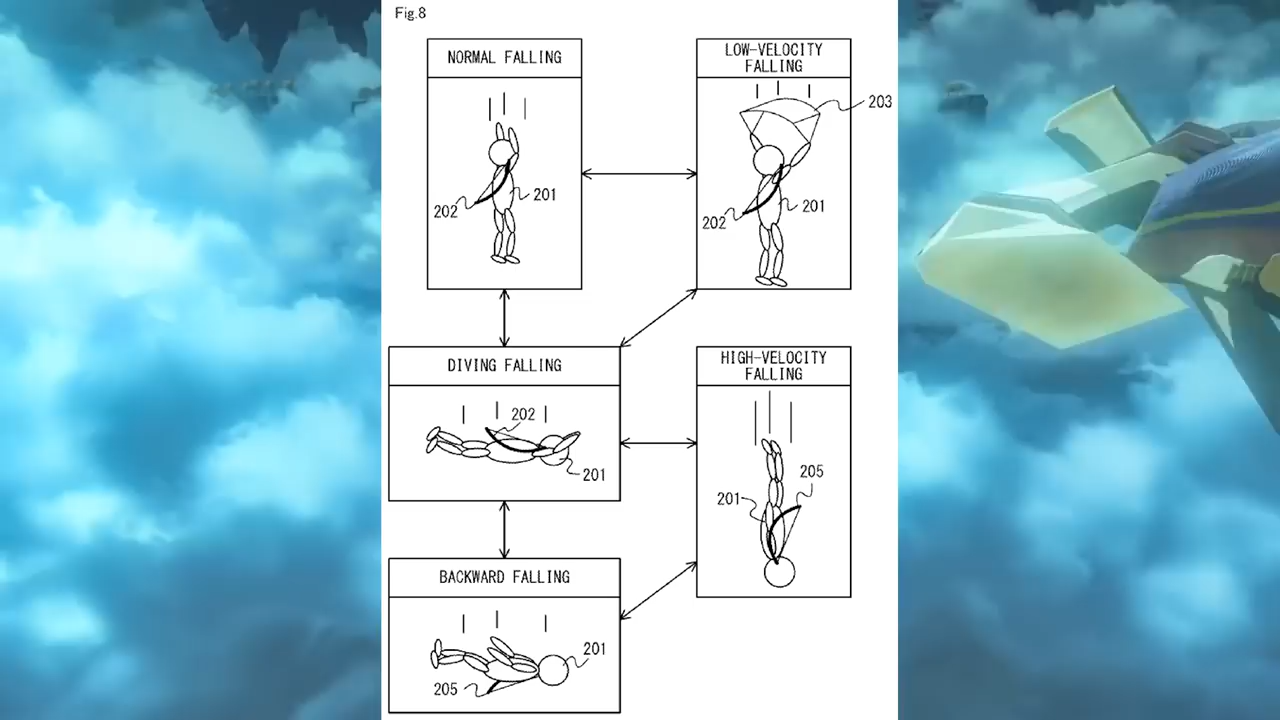 Fig.8
NORMAL FALLING
202
201
LOW-VELOCITY
FALLING
203
202
201
DIVING FALLING
202
201
HIGH-VELOCITY
FALLING
201
205
BACKWARD FALLING
201
205